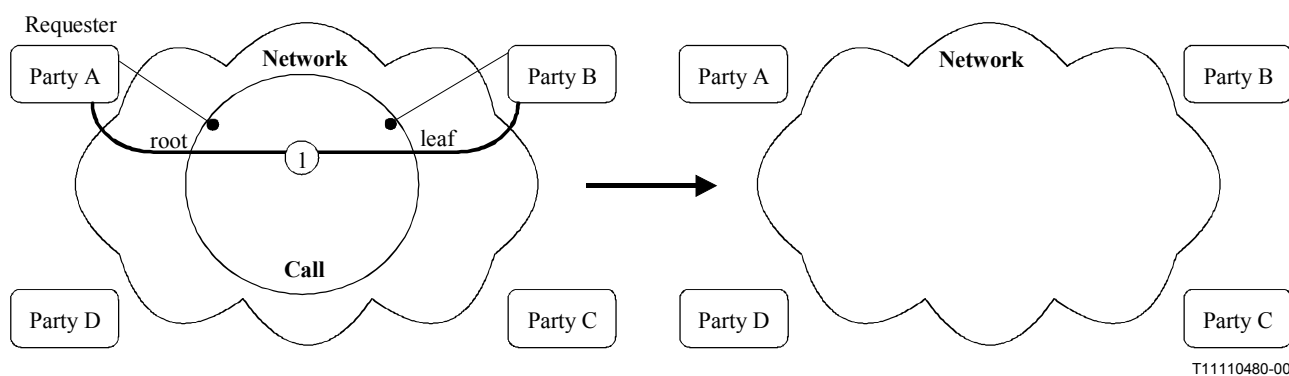 Requester
Party A
Network
Party B
root
1
leaf
Call
Party D
Party C
Party A
Network
Party B
Party D
Party C
T11110480-00